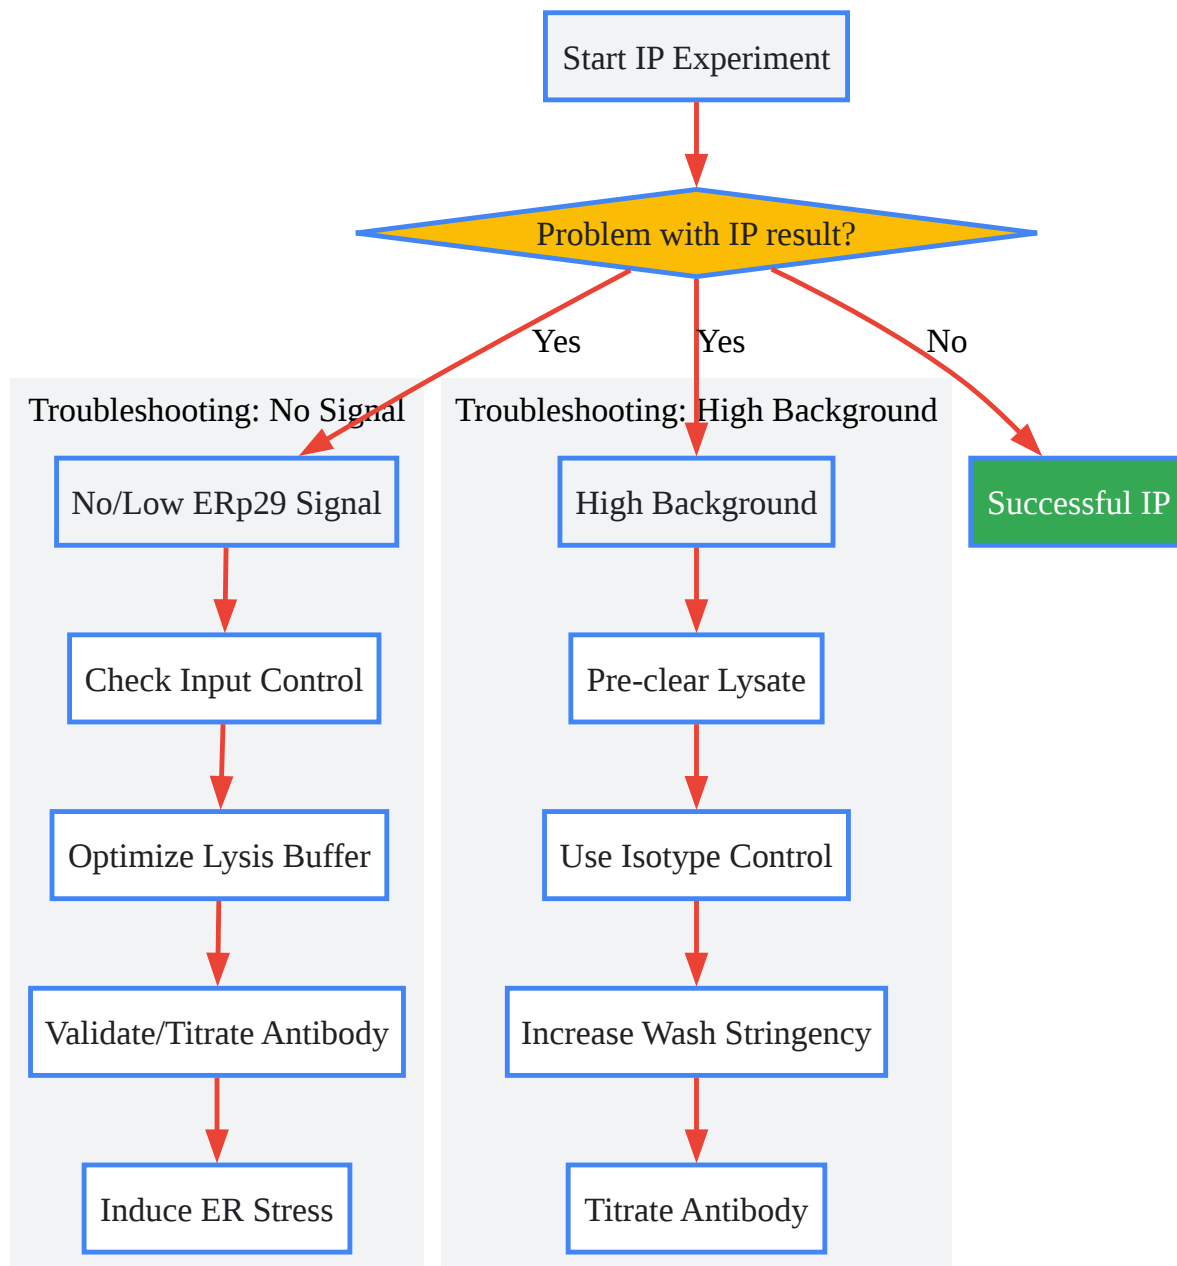 Start IP Experiment
Problem with IP result?
Yes
Yes
No
Troubleshooting: No Signal
Troubleshooting: High Background
No/Low ERp29 Signal
High Background
Successful IP
Check Input Control
Pre-clear Lysate
Optimize Lysis Buffer
Use Isotype Control
Validate/Titrate Antibody
Increase Wash Stringency
Induce ER Stress
Titrate Antibody